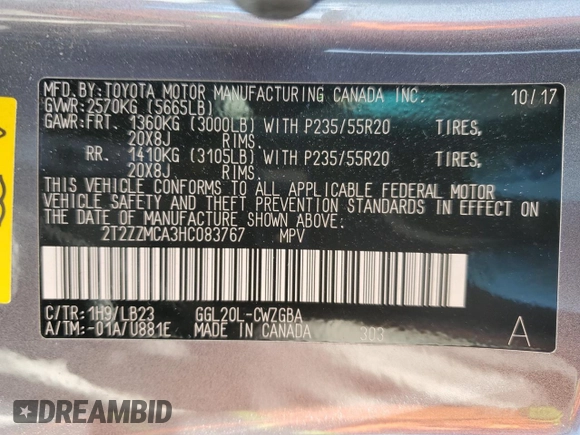 MFD.BY:TOYOTA MOTOR MANUFACTURING CANADA INC. 10/17
GVWR:2570KG (5665LB)
GAWR:FRT. 1360KG (3000LB) WITH P235/55R20 TIRES,
20X8J RIMS.
RR. 1410KG (3105LB) WITH P235/55R20 TIRES,
20X8J RIMS.
THIS VEHICLE CONFORMS TO ALL APPLICABLE FEDERAL MOTOR
VEHICLE SAFETY AND THEFT PREVENTION STANDARDS IN EFFECT ON
THE DATE OF MANUFACTURE SHOWN ABOVE.
2T2ZZMCA3HC083767 MPV
C/TR:1H9/LB23 GGL20L-CWZGBA
A/TM:-01A/U881E MADE IN CANADA 303 A
DREAMBID